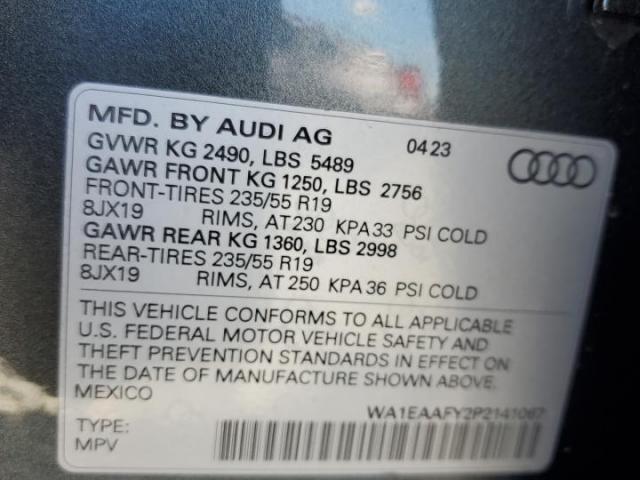 MFD. BY AUDI AG 04 23
GVWR KG 2490, LBS 5489
GAWR FRONT KG 1250, LBS 2756
FRONT-TIRES 235/55 R19
8JX19 RIMS, AT 230 KPA 33 PSI COLD
GAWR REAR KG 1360, LBS 2998
REAR-TIRES 235/55 R19
8JX19 RIMS, AT 250 KPA 36 PSI COLD
THIS VEHICLE CONFORMS TO ALL APPLICABLE
U.S. FEDERAL MOTOR VEHICLE SAFETY AND
THEFT PREVENTION STANDARDS IN EFFECT ON
THE DATE OF MANUFACTURE SHOWN ABOVE.
MEXICO
WA1EAAFY2P2141067
TYPE:
MPV